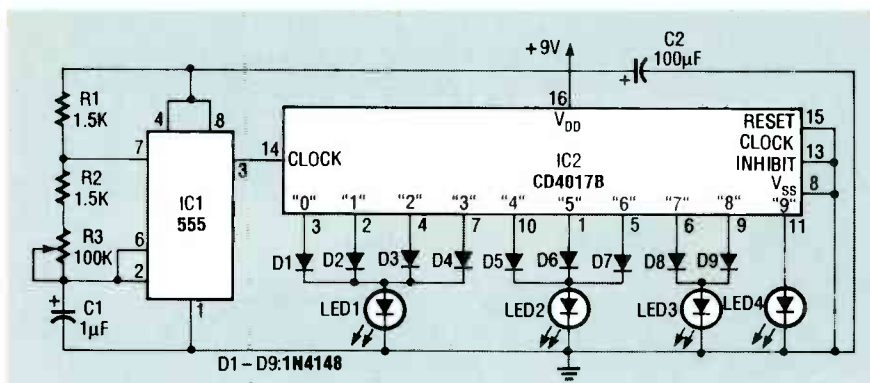 +9V
C2
100µF
R1
1.5K
4 8
16
V_DD
RESET 15
7
3
14
CLOCK
CLOCK
INHIBIT 13
IC2
CD4017B
V_SS 8
R2
1.5K
IC1
555
"0" "1" "2" "3" "4" "5" "6" "7" "8" "9"
3 2 4 7 10 1 5 6 9 11
R3
100K
6
2
D1 D2 D3 D4 D5 D6 D7 D8 D9
C1
1µF
1
LED1 LED2 LED3 LED4
D1–D9:1N4148